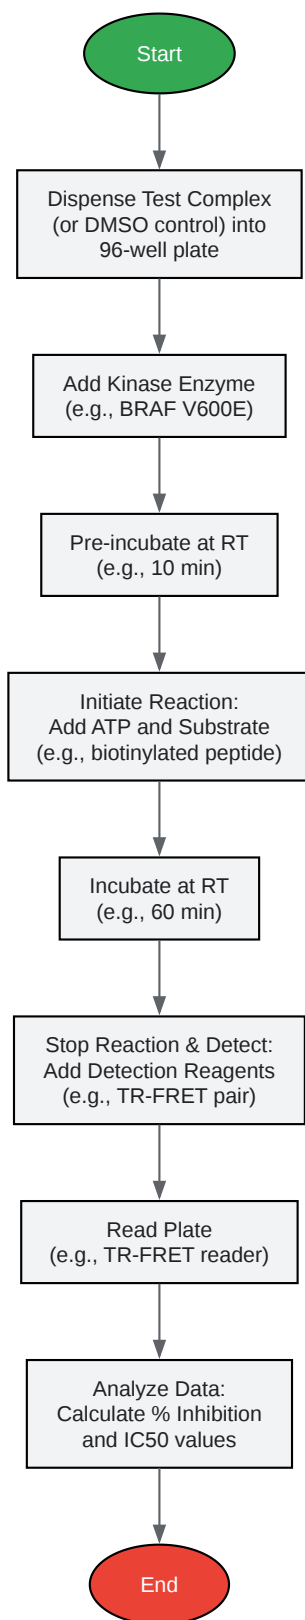 Start
Dispense Test Complex
(or DMSO control) into
96-well plate
Add Kinase Enzyme
(e.g., BRAF V600E)
Pre-incubate at RT
(e.g., 10 min)
Initiate Reaction:
Add ATP and Substrate
(e.g., biotinylated peptide)
Incubate at RT
(e.g., 60 min)
Stop Reaction & Detect:
Add Detection Reagents
(e.g., TR-FRET pair)
Read Plate
(e.g., TR-FRET reader)
Analyze Data:
Calculate % Inhibition
and IC50 values
End